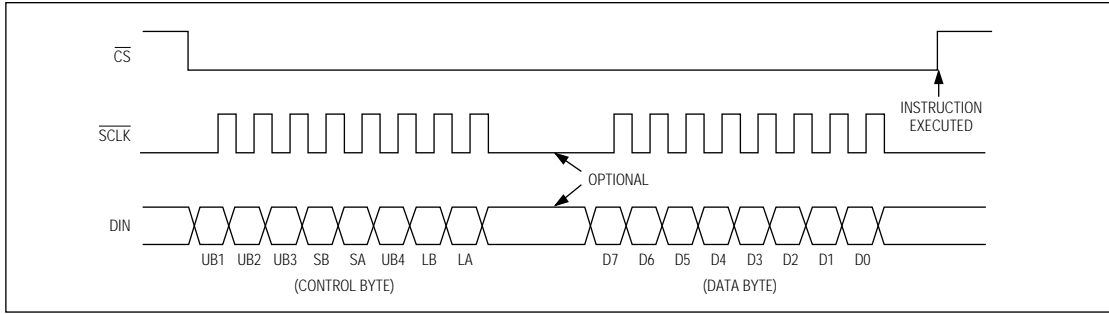 CS
INSTRUCTION
EXECUTED
SCLK
OPTIONAL
DIN
UB1 UB2 UB3 SB SA UB4 LB LA D7 D6 D5 D4 D3 D2 D1 D0
(CONTROL BYTE) (DATA BYTE)